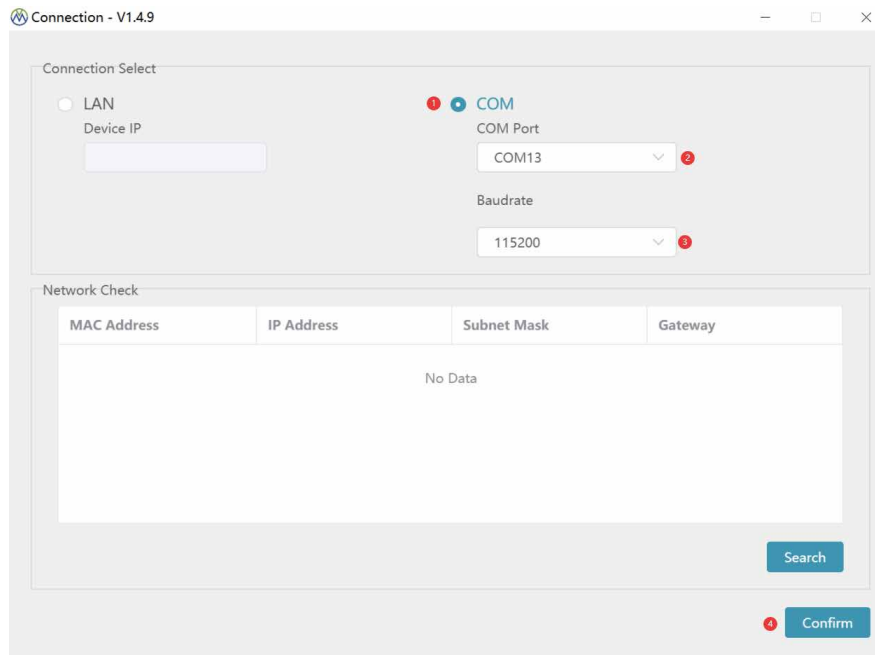 Connection - V1.4.9
Connection Select
LAN
1 COM
Device IP
COM Port
COM13 2
Baudrate
115200 3
Network Check
MAC Address IP Address Subnet Mask Gateway
No Data
Search
4 Confirm